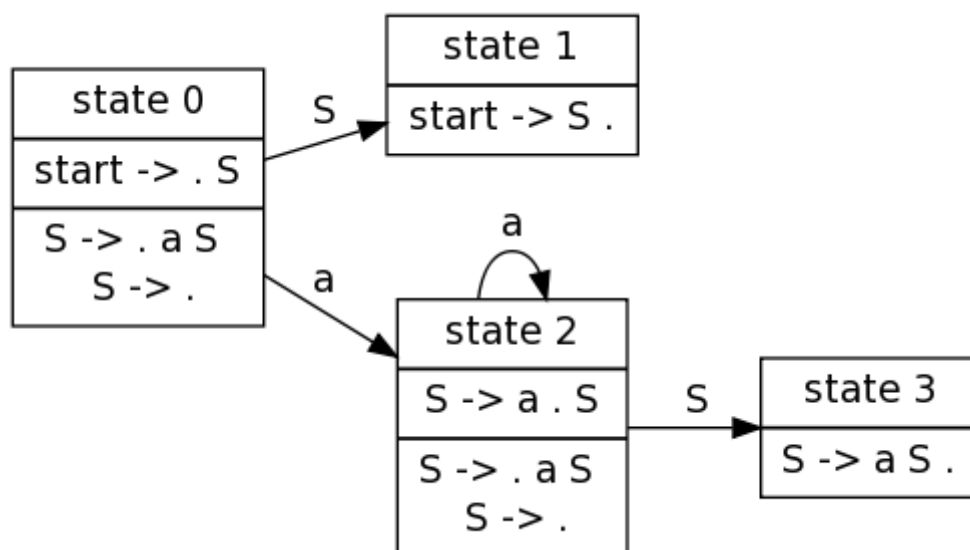 state 0
start -> . S
S -> . a S
S -> .
S
state 1
start -> S .
a
a
state 2
S -> a . S
S -> . a S
S -> .
S
state 3
S -> a S .